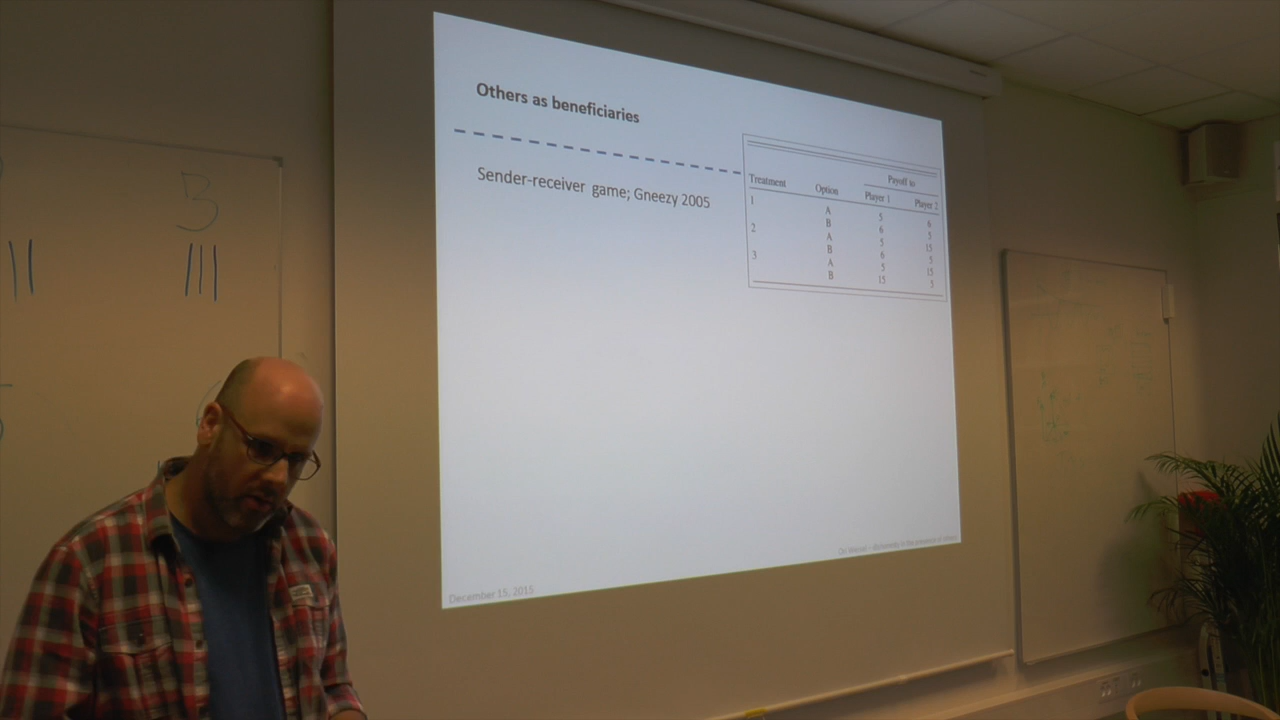 Others as beneficiaries
Sender-receiver game; Gneezy 2005
Payoff to
Treatment Option Player 1 Player 2
1 A 5 6
B 6 5
2 A 5 15
B 6 5
3 A 5 15
B 15 5
December 15, 2015
B